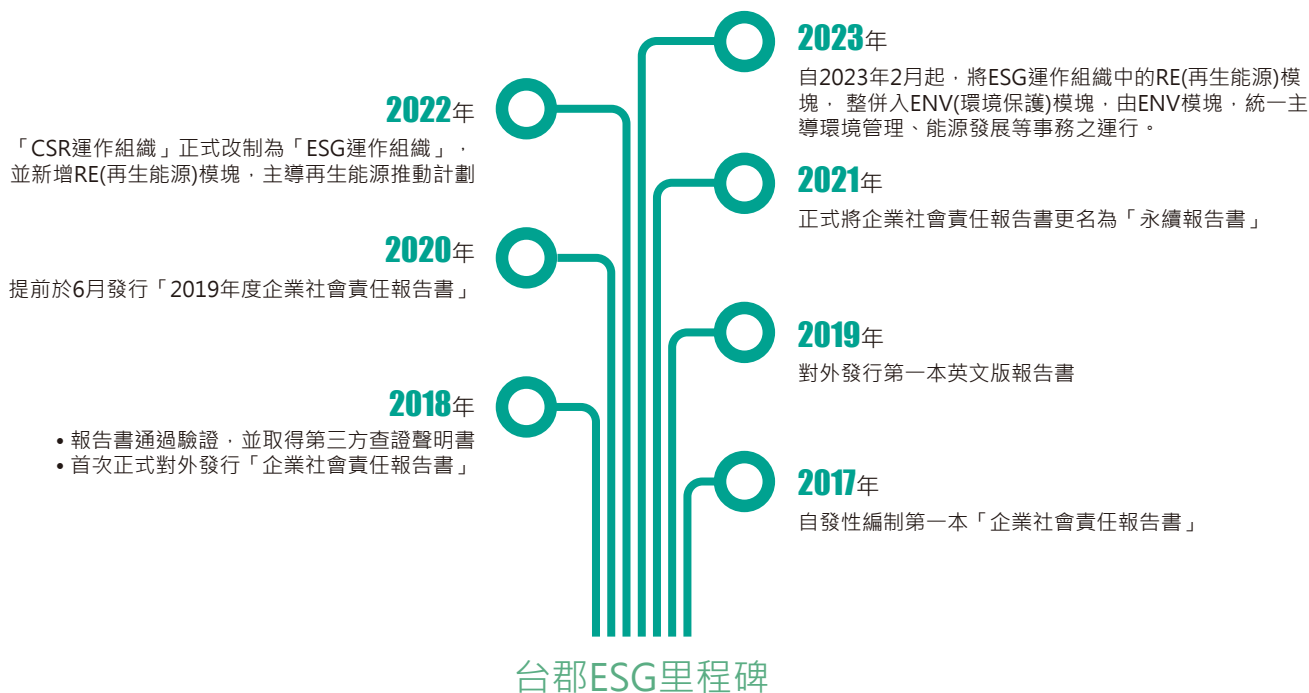 2023年
自2023年2月起，將ESG運作組織中的RE(再生能源)模
塊， 整併入ENV(環境保護)模塊，由ENV模塊，統一主
導環境管理、能源發展等事務之運行。
2022年
「CSR運作組織」正式改制為「ESG運作組織」，
並新增RE(再生能源)模塊，主導再生能源推動計劃
2021年
正式將企業社會責任報告書更名為「永續報告書」
2020年
提前於6月發行「2019年度企業社會責任報告書」
2019年
對外發行第一本英文版報告書
2018年
• 報告書通過驗證，並取得第三方查證聲明書
• 首次正式對外發行「企業社會責任報告書」
2017年
自發性編制第一本「企業社會責任報告書」
台郡ESG里程碑